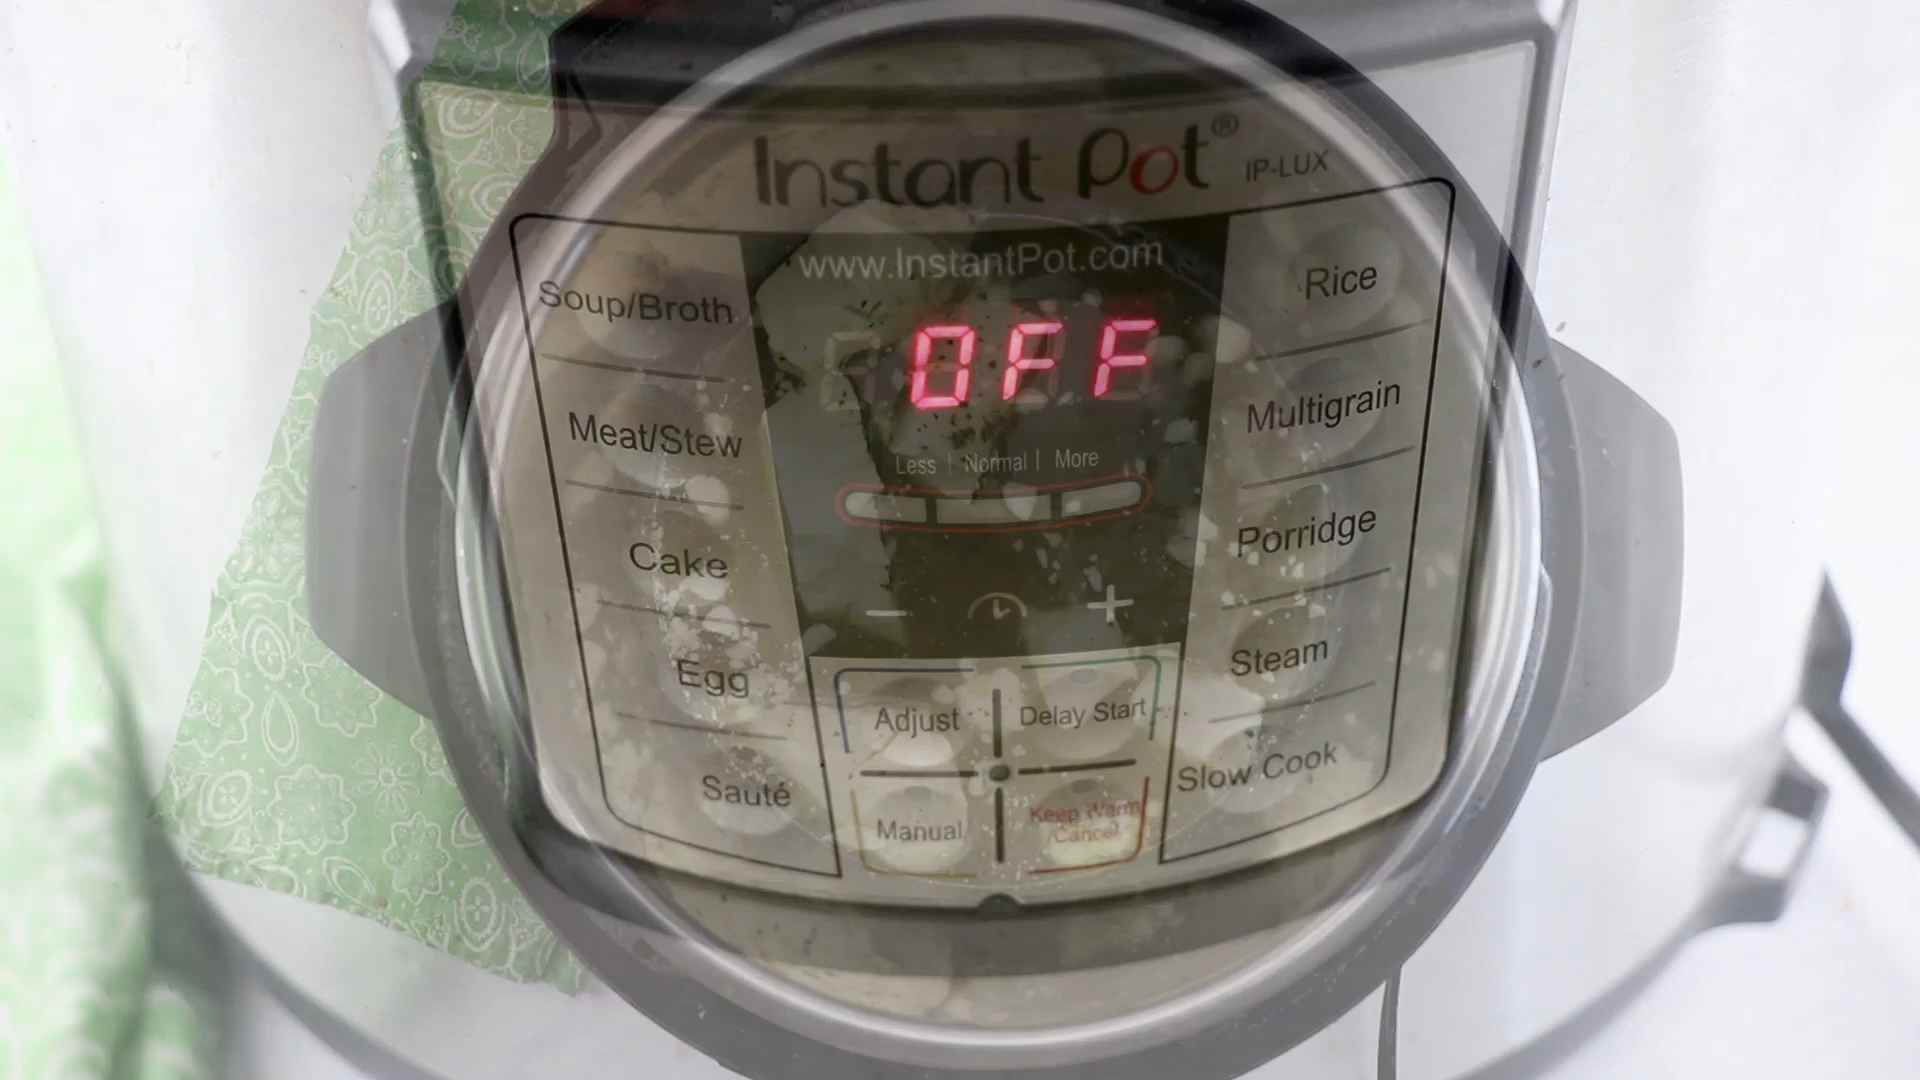 Instant Pot® IP-LUX
www.InstantPot.com
OFF
Less | Normal | More
− +
Soup/Broth
Meat/Stew
Cake
Egg
Sauté
Rice
Multigrain
Porridge
Steam
Slow Cook
Adjust
Delay Start
Manual
Keep Warm
/Cancel